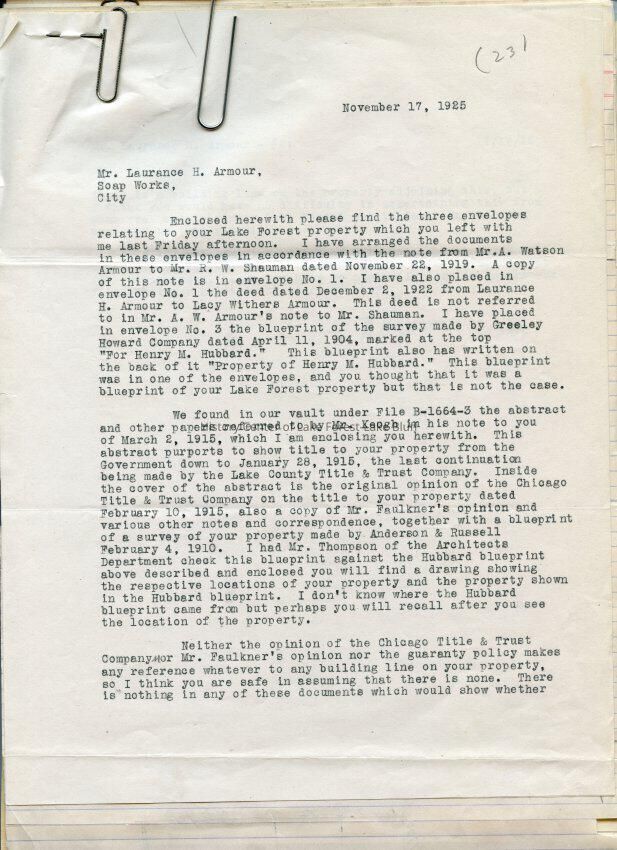 (23)
November 17, 1925
Mr. Laurance H. Armour,
Soap Works,
City
Enclosed herewith please find the three envelopes
relating to your Lake Forest property which you left with
me last Friday afternoon. I have arranged the documents
in these envelopes in accordance with the note from Mr.A. Watson
Armour to Mr. R. W. Shauman dated November 22, 1919. A copy
of this note is in envelope No. 1. I have also placed in
envelope No. 1 the deed dated December 2, 1922 from Laurance
H. Armour to Lacy Withers Armour. This deed is not referred
to in Mr. A. W. Armour's note to Mr. Shauman. I have placed
in envelope No. 3 the blueprint of the survey made by Greeley
Howard Company dated April 11, 1904, marked at the top
"For Henry M. Hubbard." This blueprint also has written on
the back of it "Property of Henry M. Hubbard." This blueprint
was in one of the envelopes, and you thought that it was a
blueprint of your Lake Forest property but that is not the case.
We found in our vault under File B-1664-3 the abstract
and other papers referred to by Mr. Keogh in his note to you
History Center of Lake Forest-Lake Bluff
of March 2, 1915, which I am enclosing you herewith. This
abstract purports to show title to your property from the
Government down to January 28, 1915, the last continuation
being made by the Lake County Title & Trust Company. Inside
the cover of the abstract is the original opinion of the Chicago
Title & Trust Company on the title to your property dated
February 10, 1915, also a copy of Mr. Faulkner's opinion and
various other notes and correspondence, together with a blueprint
of a survey of your property made by Anderson & Russell
February 4, 1910. I had Mr. Thompson of the Architects
Department check this blueprint against the Hubbard blueprint
above described and enclosed you will find a drawing showing
the respective locations of your property and the property shown
in the Hubbard blueprint. I don't know where the Hubbard
blueprint came from but perhaps you will recall after you see
the location of the property.
Neither the opinion of the Chicago Title & Trust
Company nor Mr. Faulkner's opinion nor the guaranty policy makes
any reference whatever to any building line on your property,
so I think you are safe in assuming that there is none. There
is nothing in any of these documents which would show whether